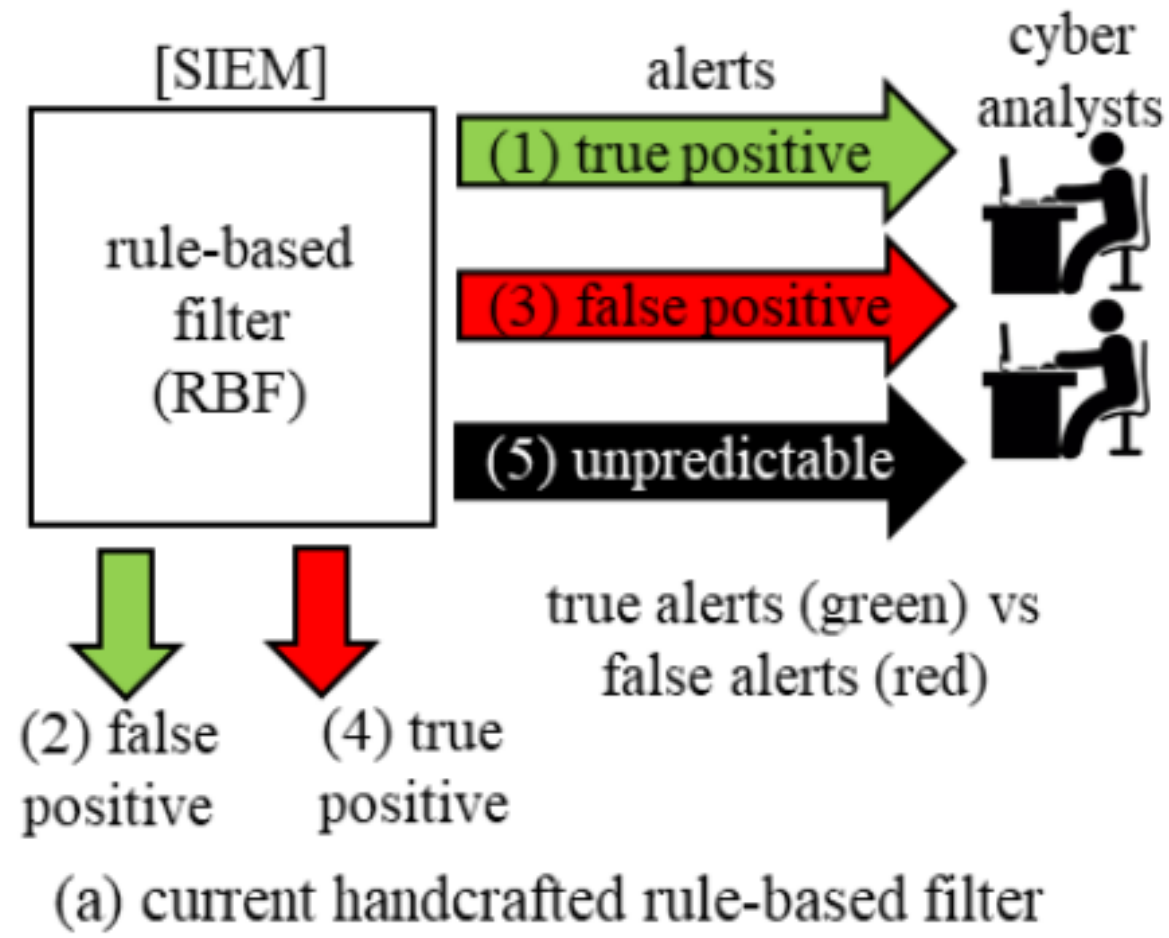 [SIEM]
rule-based
filter
(RBF)
alerts
(1) true positive
(3) false positive
(5) unpredictable
cyber
analysts
true alerts (green) vs
false alerts (red)
(2) false
positive
(4) true
positive
(a) current handcrafted rule-based filter